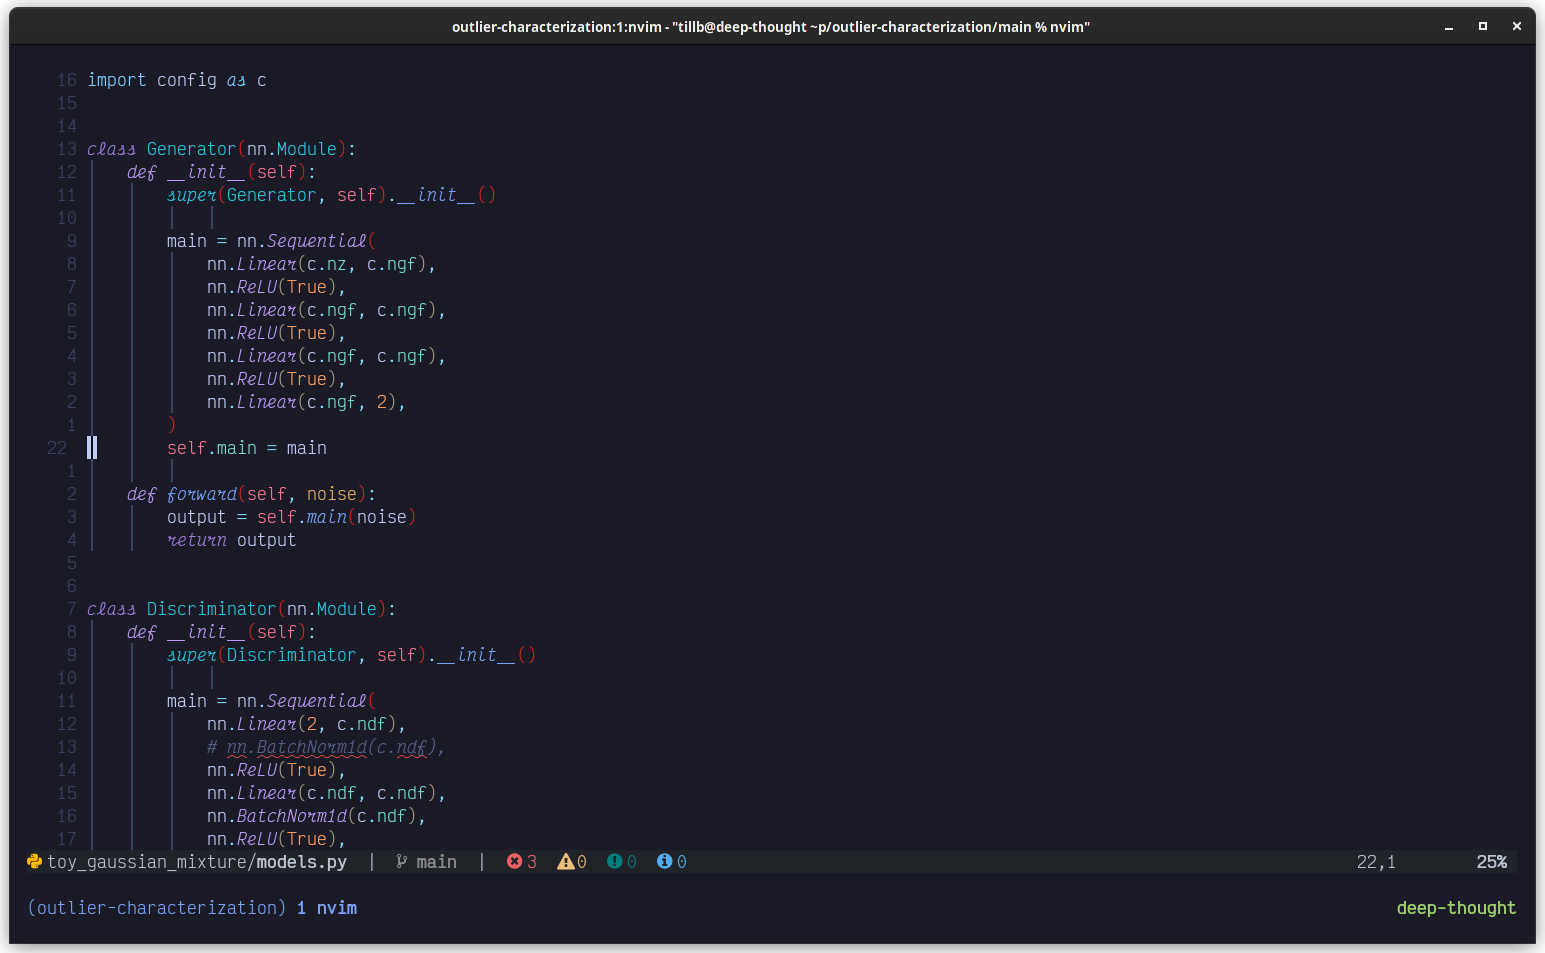 outlier-characterization:1:nvim - "tillb@deep-thought ~p/outlier-characterization/main % nvim"
16 import config as c
15
14
13 class Generator(nn.Module):
12     def __init__(self):
11         super(Generator, self).__init__()
10
9         main = nn.Sequential(
8             nn.Linear(c.nz, c.ngf),
7             nn.ReLU(True),
6             nn.Linear(c.ngf, c.ngf),
5             nn.ReLU(True),
4             nn.Linear(c.ngf, c.ngf),
3             nn.ReLU(True),
2             nn.Linear(c.ngf, 2),
1         )
22         self.main = main
1
2     def forward(self, noise):
3         output = self.main(noise)
4         return output
5
6
7 class Discriminator(nn.Module):
8     def __init__(self):
9         super(Discriminator, self).__init__()
10
11         main = nn.Sequential(
12             nn.Linear(2, c.ndf),
13             # nn.BatchNorm1d(c.ndf),
14             nn.ReLU(True),
15             nn.Linear(c.ndf, c.ndf),
16             nn.BatchNorm1d(c.ndf),
17             nn.ReLU(True),
toy_gaussian_mixture/models.py | main | 3 0 0 0 22,1 25%
(outlier-characterization) 1 nvim deep-thought